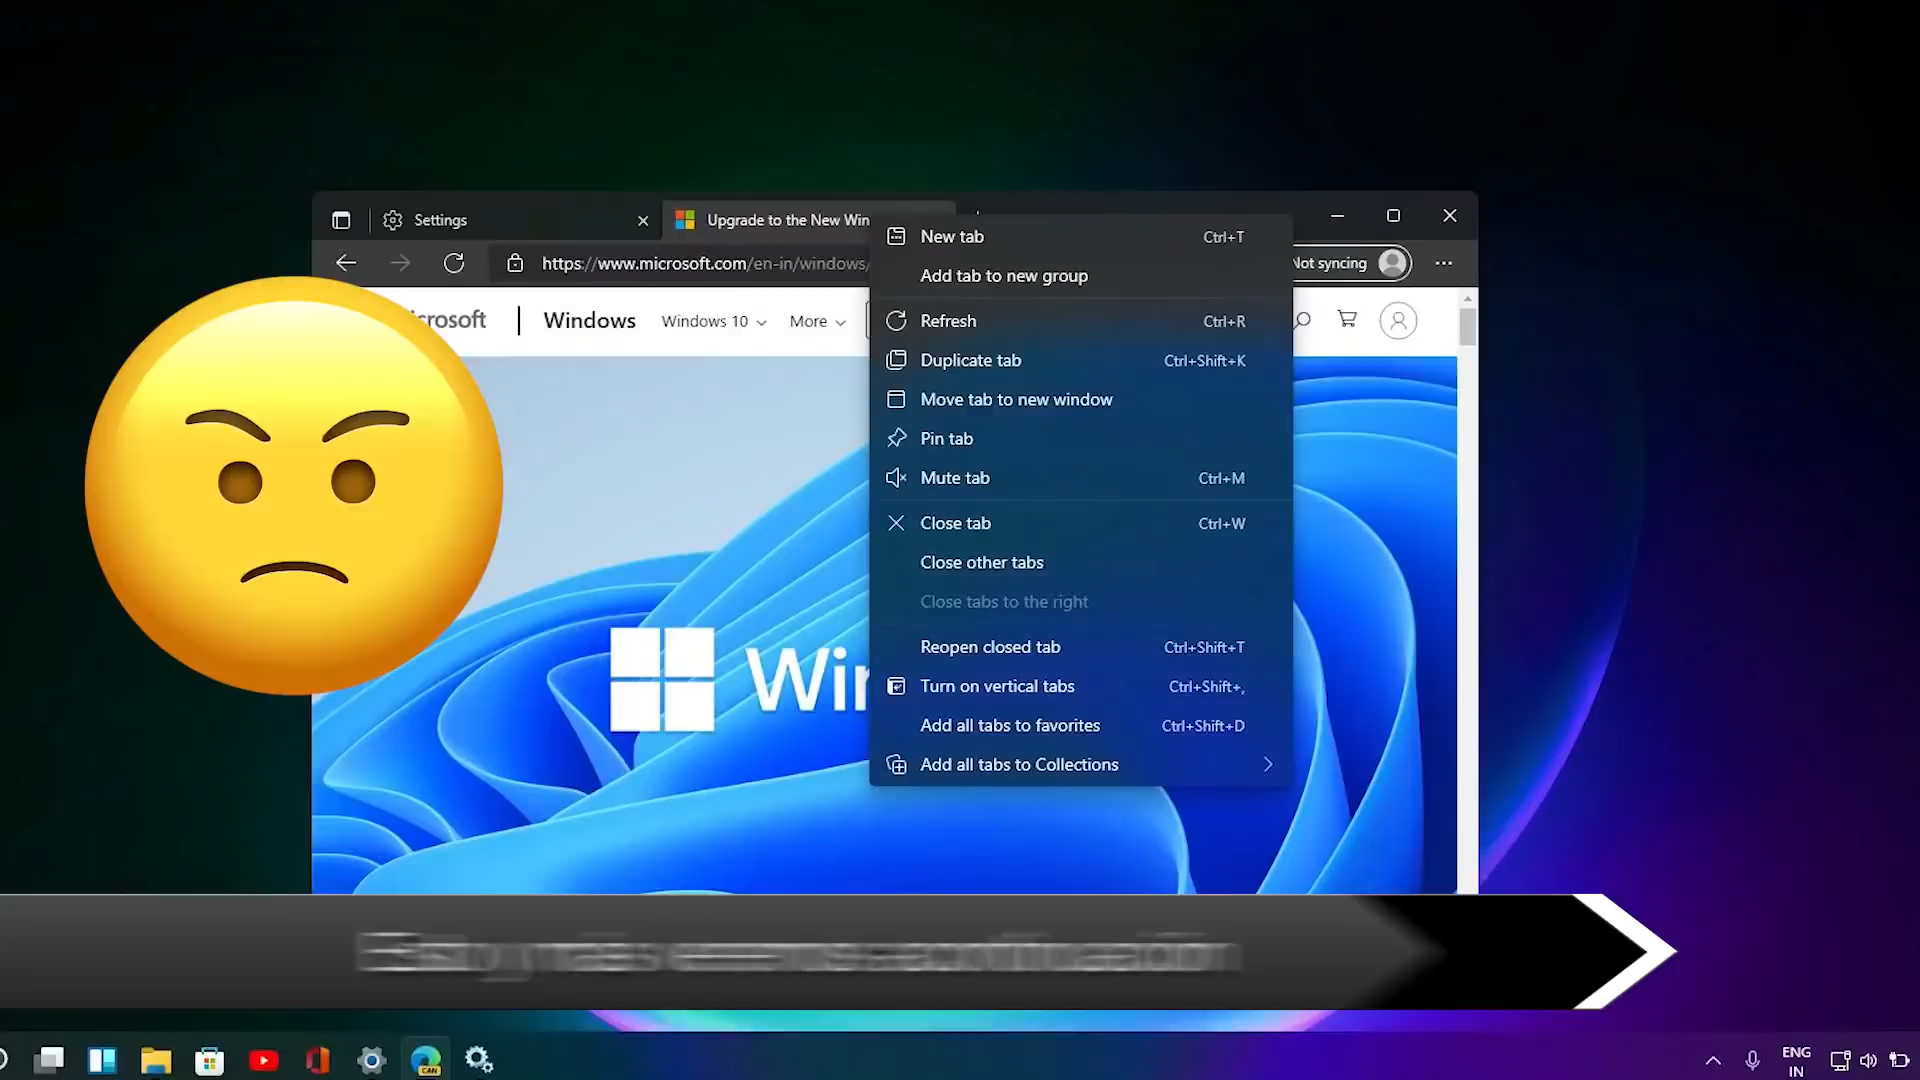 Settings
Upgrade to the New Win
https://www.microsoft.com/en-in/windows/
Not syncing
Windows
Windows 10
More
New tab Ctrl+T
Add tab to new group
Refresh Ctrl+R
Duplicate tab Ctrl+Shift+K
Move tab to new window
Pin tab
Mute tab Ctrl+M
Close tab Ctrl+W
Close other tabs
Close tabs to the right
Reopen closed tab Ctrl+Shift+T
Turn on vertical tabs Ctrl+Shift+,
Add all tabs to favorites Ctrl+Shift+D
Add all tabs to Collections
CAN
ENG
IN